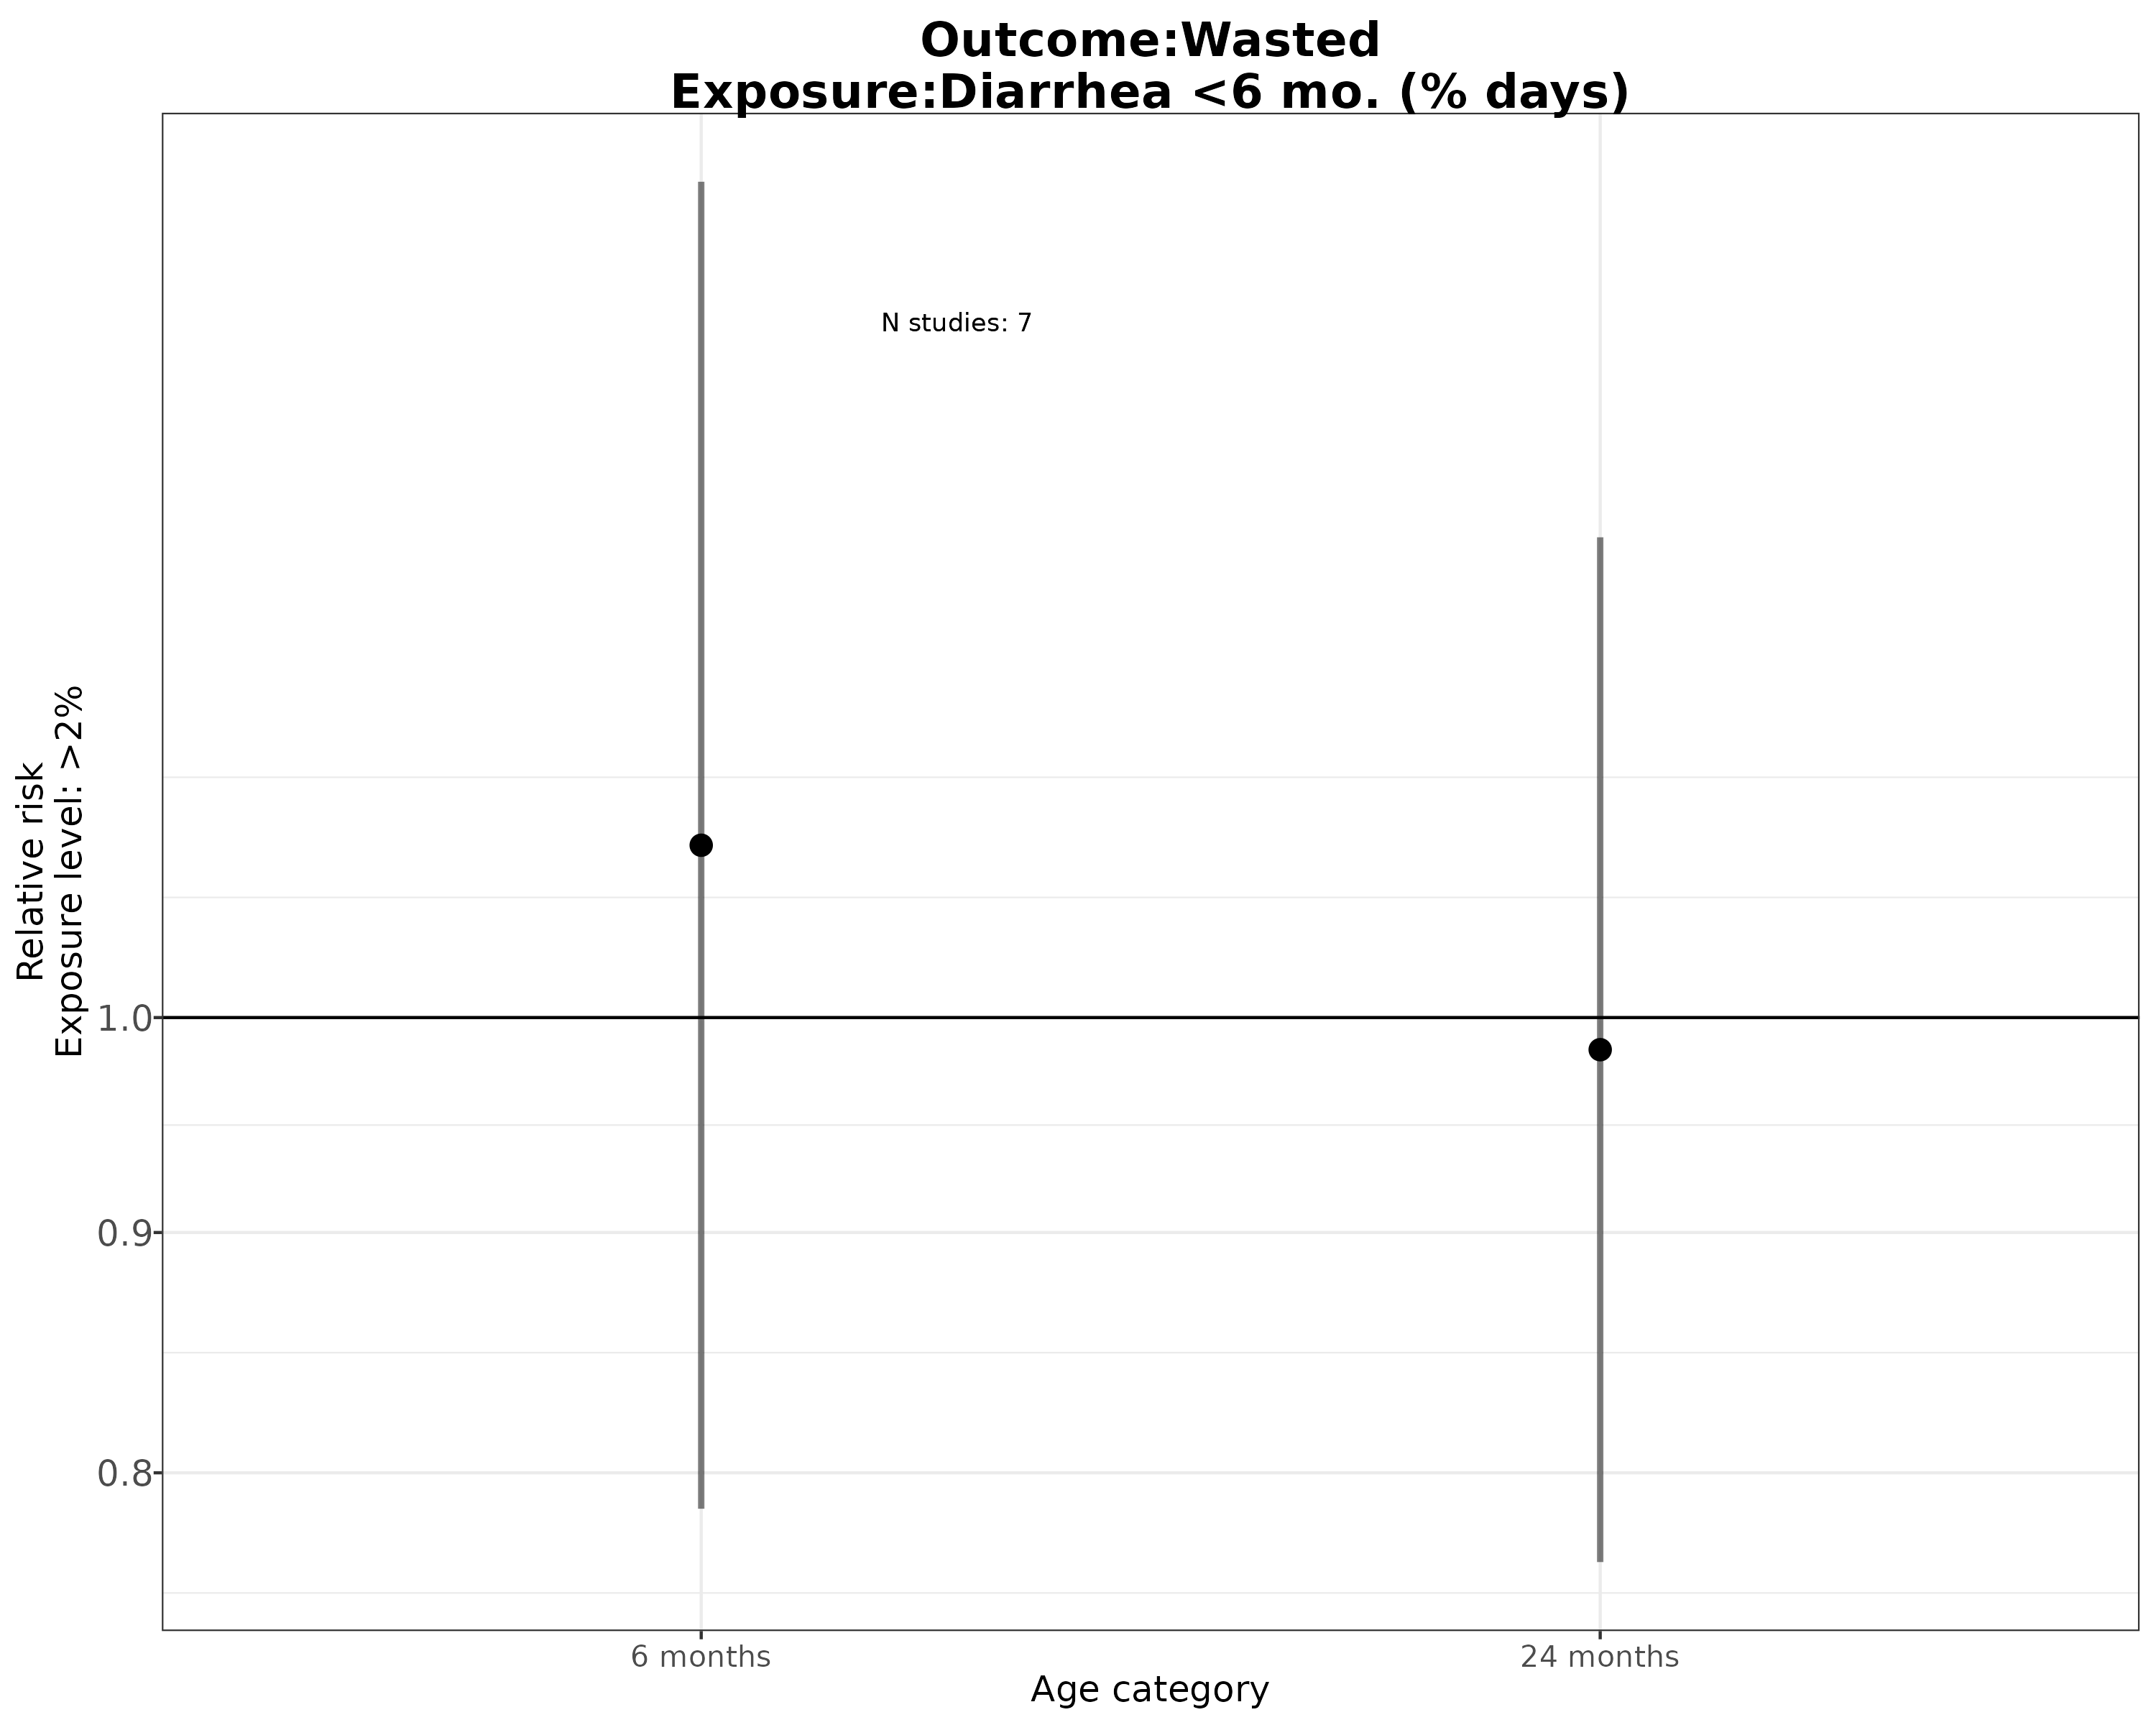 Outcome:Wasted
Exposure:Diarrhea <6 mo. (% days)
N studies: 7
Relative risk
Exposure level: >2%
1.0
0.9
0.8
6 months
24 months
Age category